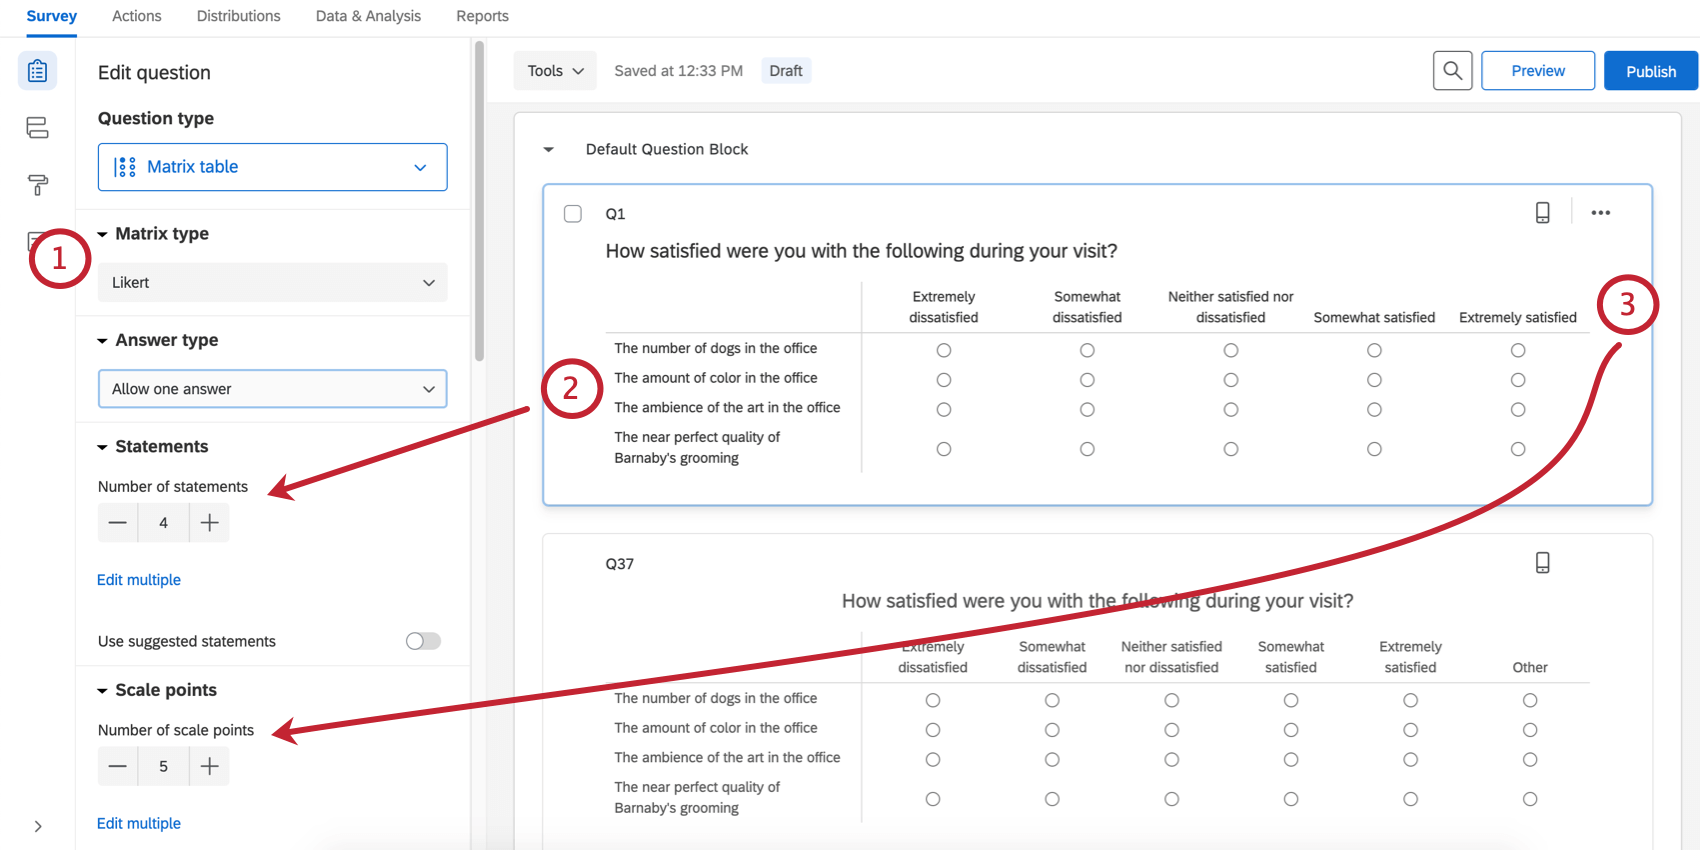 Survey Actions Distributions Data & Analysis Reports
Edit question
Question type
Matrix table
Matrix type
1
Likert
Answer type
Allow one answer
Statements
Number of statements
4
Edit multiple
Use suggested statements
Scale points
Number of scale points
5
Edit multiple
Tools Saved at 12:33 PM Draft Preview Publish
Default Question Block
Q1
How satisfied were you with the following during your visit?
Extremely dissatisfied
Somewhat dissatisfied
Neither satisfied nor dissatisfied
Somewhat satisfied
Extremely satisfied
3
The number of dogs in the office
2
The amount of color in the office
The ambience of the art in the office
The near perfect quality of
Barnaby's grooming
Q37
How satisfied were you with the following during your visit?
Extremely dissatisfied
Somewhat dissatisfied
Neither satisfied nor dissatisfied
Somewhat satisfied
Extremely satisfied
Other
The number of dogs in the office
The amount of color in the office
The ambience of the art in the office
The near perfect quality of
Barnaby's grooming